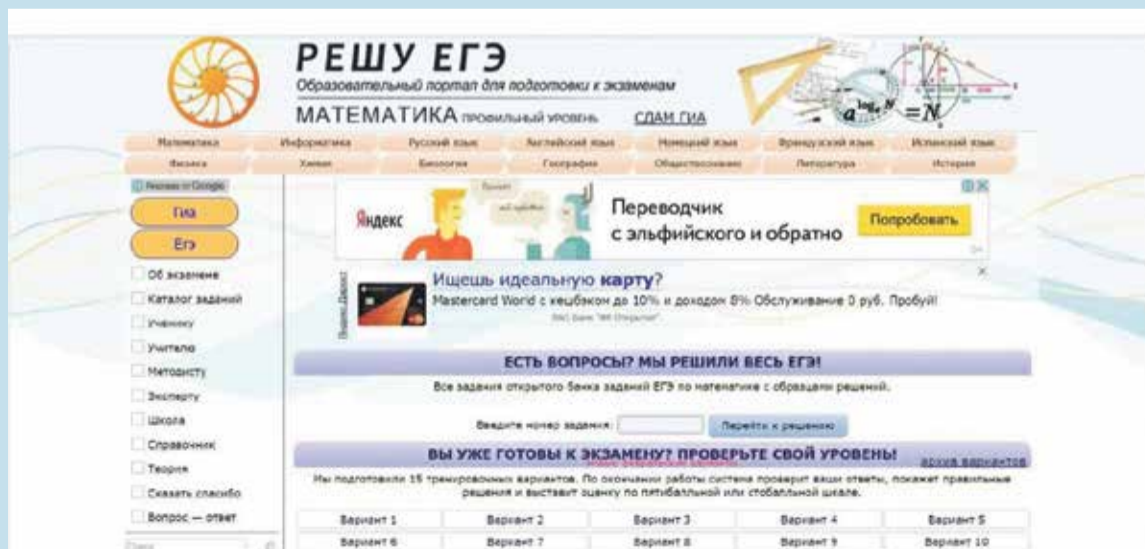 РЕШУ ЕГЭ
Образовательный портал для подготовки к экзаменам
МАТЕМАТИКА ПРОФИЛЬНЫЙ УРОВЕНЬ СДАМ ГИА
a^log_a N = N
Математика Информатика Русский язык Английский язык Немецкий язык Французский язык Испанский язык
Физика Химия Биология География Обществознание Литература История
Гиа
Егэ
Об экзамене
Каталог заданий
Ученику
Учителю
Методисту
Эксперту
Школа
Справочник
Теория
Сказать спасибо
Вопрос — ответ
Яндекс
Переводчик
с эльфийского и обратно
Попробовать
Яндекс.Директ
Ищешь идеальную карту?
Mastercard World с кешбэком до 10% и доходом 8% Обслуживание 0 руб. Пробуй!
ЕСТЬ ВОПРОСЫ? МЫ РЕШИЛИ ВЕСЬ ЕГЭ!
Все задания открытого банка заданий ЕГЭ по математике с образцами решений.
Введите номер задания: Перейти к решению
ВЫ УЖЕ ГОТОВЫ К ЭКЗАМЕНУ? ПРОВЕРЬТЕ СВОЙ УРОВЕНЬ!
архив вариантов
Мы подготовили 15 тренировочных вариантов. По окончании работы система проверит ваши ответы, покажет правильные
решения и выставит оценку по пятибалльной или стобалльной шкале.
Вариант 1 Вариант 2 Вариант 3 Вариант 4 Вариант 5
Вариант 6 Вариант 7 Вариант 8 Вариант 9 Вариант 10